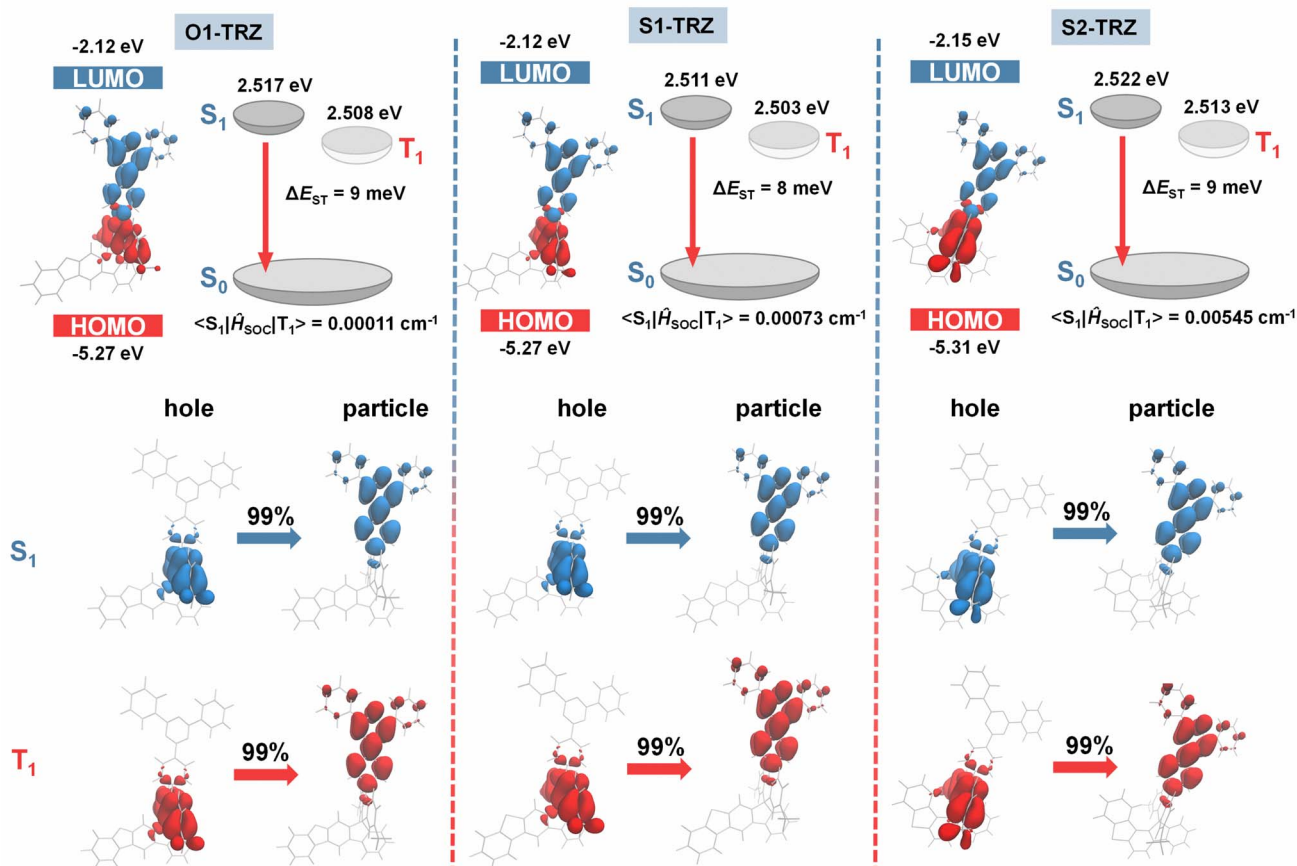 O1-TRZ
-2.12 eV
LUMO
2.517 eV
S1
2.508 eV
T1
ΔEST = 9 meV
S0
HOMO
-5.27 eV
<S1|ĤSOC|T1> = 0.00011 cm-1
S1-TRZ
-2.12 eV
LUMO
2.511 eV
S1
2.503 eV
T1
ΔEST = 8 meV
S0
HOMO
-5.27 eV
<S1|ĤSOC|T1> = 0.00073 cm-1
S2-TRZ
-2.15 eV
LUMO
2.522 eV
S1
2.513 eV
T1
ΔEST = 9 meV
S0
HOMO
-5.31 eV
<S1|ĤSOC|T1> = 0.00545 cm-1
hole particle hole particle hole particle
S1 99% 99% 99%
T1 99% 99% 99%